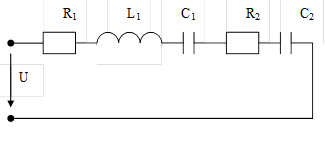 R₁ L₁ C₁ R₂ C₂
U